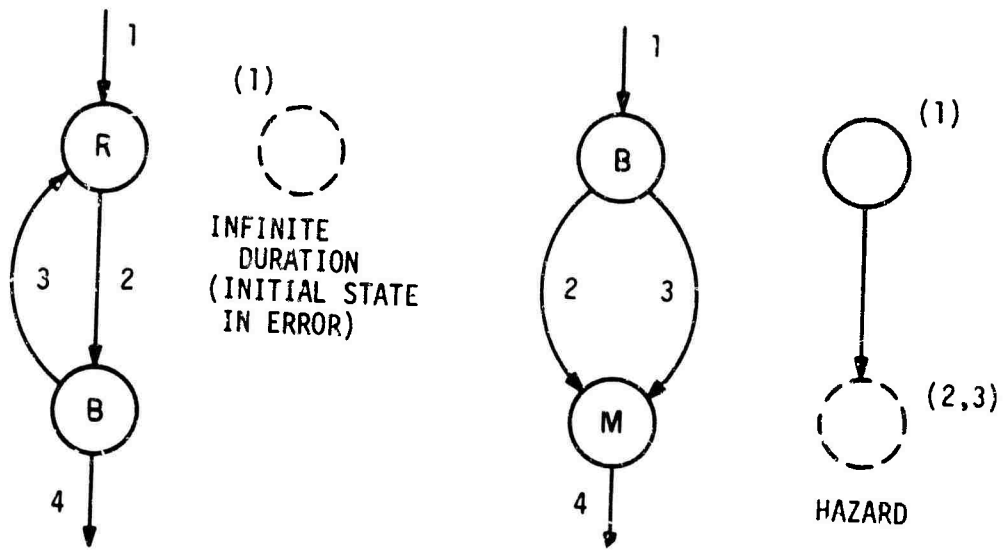 1
R
3
2
B
4
(1)
INFINITE
DURATION
(INITIAL STATE
IN ERROR)
1
B
2
3
M
4
(1)
(2,3)
HAZARD